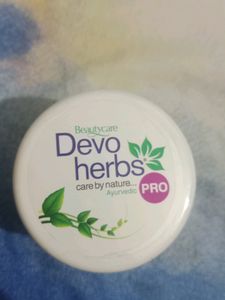 Beautycare
Devo
herbs
care by nature...
Ayurvedic
PRO